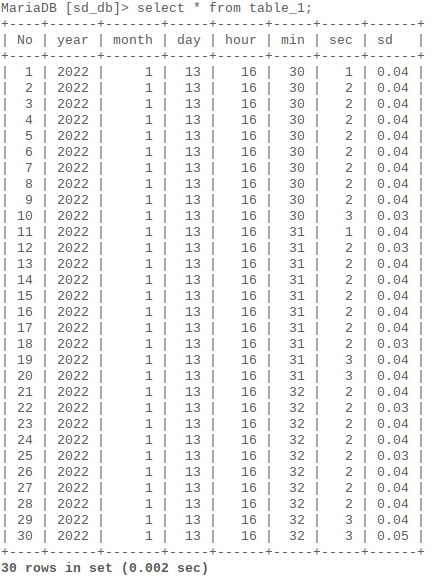 MariaDB [sd_db]> select * from table_1;
+----+------+-------+-----+------+-----+-----+------+
| No | year | month | day | hour | min | sec | sd   |
+----+------+-------+-----+------+-----+-----+------+
|  1 | 2022 |     1 |  13 |   16 |  30 |   1 | 0.04 |
|  2 | 2022 |     1 |  13 |   16 |  30 |   2 | 0.04 |
|  3 | 2022 |     1 |  13 |   16 |  30 |   2 | 0.04 |
|  4 | 2022 |     1 |  13 |   16 |  30 |   2 | 0.04 |
|  5 | 2022 |     1 |  13 |   16 |  30 |   2 | 0.04 |
|  6 | 2022 |     1 |  13 |   16 |  30 |   2 | 0.04 |
|  7 | 2022 |     1 |  13 |   16 |  30 |   2 | 0.04 |
|  8 | 2022 |     1 |  13 |   16 |  30 |   2 | 0.04 |
|  9 | 2022 |     1 |  13 |   16 |  30 |   2 | 0.04 |
| 10 | 2022 |     1 |  13 |   16 |  30 |   3 | 0.03 |
| 11 | 2022 |     1 |  13 |   16 |  31 |   1 | 0.04 |
| 12 | 2022 |     1 |  13 |   16 |  31 |   2 | 0.03 |
| 13 | 2022 |     1 |  13 |   16 |  31 |   2 | 0.04 |
| 14 | 2022 |     1 |  13 |   16 |  31 |   2 | 0.04 |
| 15 | 2022 |     1 |  13 |   16 |  31 |   2 | 0.04 |
| 16 | 2022 |     1 |  13 |   16 |  31 |   2 | 0.04 |
| 17 | 2022 |     1 |  13 |   16 |  31 |   2 | 0.04 |
| 18 | 2022 |     1 |  13 |   16 |  31 |   2 | 0.03 |
| 19 | 2022 |     1 |  13 |   16 |  31 |   3 | 0.04 |
| 20 | 2022 |     1 |  13 |   16 |  31 |   3 | 0.04 |
| 21 | 2022 |     1 |  13 |   16 |  32 |   2 | 0.04 |
| 22 | 2022 |     1 |  13 |   16 |  32 |   2 | 0.03 |
| 23 | 2022 |     1 |  13 |   16 |  32 |   2 | 0.04 |
| 24 | 2022 |     1 |  13 |   16 |  32 |   2 | 0.04 |
| 25 | 2022 |     1 |  13 |   16 |  32 |   2 | 0.03 |
| 26 | 2022 |     1 |  13 |   16 |  32 |   2 | 0.04 |
| 27 | 2022 |     1 |  13 |   16 |  32 |   2 | 0.04 |
| 28 | 2022 |     1 |  13 |   16 |  32 |   2 | 0.04 |
| 29 | 2022 |     1 |  13 |   16 |  32 |   3 | 0.04 |
| 30 | 2022 |     1 |  13 |   16 |  32 |   3 | 0.05 |
+----+------+-------+-----+------+-----+-----+------+
30 rows in set (0.002 sec)